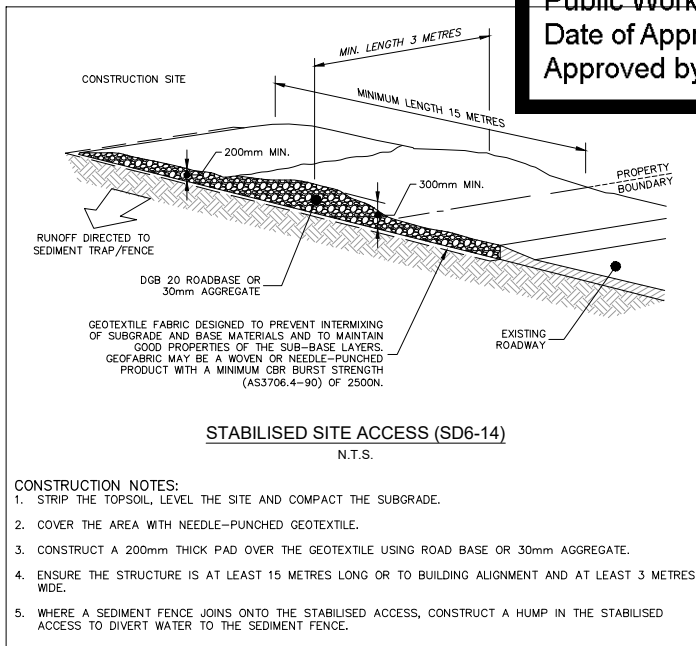 Public Work
Date of Appr
Approved by
MIN. LENGTH 3 METRES
CONSTRUCTION SITE
MINIMUM LENGTH 15 METRES
200mm MIN.
300mm MIN.
PROPERTY
BOUNDARY
RUNOFF DIRECTED TO
SEDIMENT TRAP/FENCE
DGB 20 ROADBASE OR
30mm AGGREGATE
GEOTEXTILE FABRIC DESIGNED TO PREVENT INTERMIXING
OF SUBGRADE AND BASE MATERIALS AND TO MAINTAIN
GOOD PROPERTIES OF THE SUB-BASE LAYERS.
GEOFABRIC MAY BE A WOVEN OR NEEDLE-PUNCHED
PRODUCT WITH A MINIMUM CBR BURST STRENGTH
(AS3706.4-90) OF 2500N.
EXISTING
ROADWAY
STABILISED SITE ACCESS (SD6-14)
N.T.S.
CONSTRUCTION NOTES:
1. STRIP THE TOPSOIL, LEVEL THE SITE AND COMPACT THE SUBGRADE.
2. COVER THE AREA WITH NEEDLE-PUNCHED GEOTEXTILE.
3. CONSTRUCT A 200mm THICK PAD OVER THE GEOTEXTILE USING ROAD BASE OR 30mm AGGREGATE.
4. ENSURE THE STRUCTURE IS AT LEAST 15 METRES LONG OR TO BUILDING ALIGNMENT AND AT LEAST 3 METRES
WIDE.
5. WHERE A SEDIMENT FENCE JOINS ONTO THE STABILISED ACCESS, CONSTRUCT A HUMP IN THE STABILISED
ACCESS TO DIVERT WATER TO THE SEDIMENT FENCE.